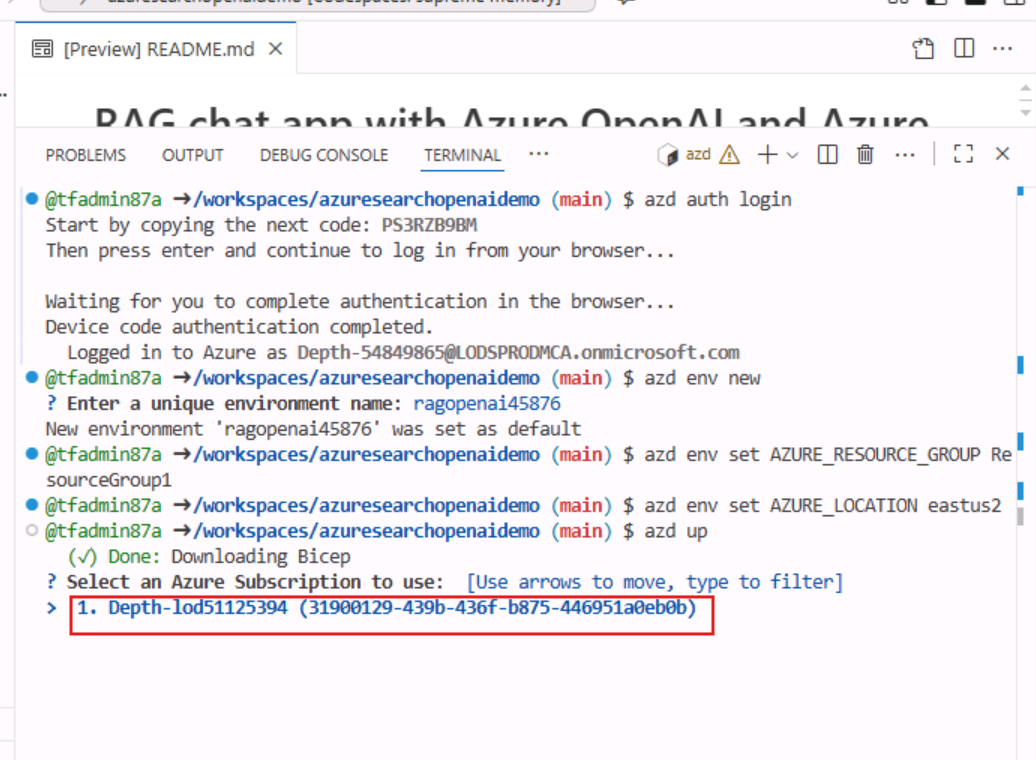 azuresearchopenaidemo [Codespaces: supreme memory]
[Preview] README.md
RAG chat app with Azure OpenAI and Azure
PROBLEMS OUTPUT DEBUG CONSOLE TERMINAL ··· azd
@tfadmin87a →/workspaces/azuresearchopenaidemo (main) $ azd auth login
Start by copying the next code: PS3RZB9BM
Then press enter and continue to log in from your browser...
Waiting for you to complete authentication in the browser...
Device code authentication completed.
Logged in to Azure as Depth-54849865@LODSPRODMCA.onmicrosoft.com
@tfadmin87a →/workspaces/azuresearchopenaidemo (main) $ azd env new
? Enter a unique environment name: ragopenai45876
New environment 'ragopenai45876' was set as default
@tfadmin87a →/workspaces/azuresearchopenaidemo (main) $ azd env set AZURE_RESOURCE_GROUP Re
sourceGroup1
@tfadmin87a →/workspaces/azuresearchopenaidemo (main) $ azd env set AZURE_LOCATION eastus2
@tfadmin87a →/workspaces/azuresearchopenaidemo (main) $ azd up
(✓) Done: Downloading Bicep
? Select an Azure Subscription to use: [Use arrows to move, type to filter]
> 1. Depth-lod51125394 (31900129-439b-436f-b875-446951a0eb0b)